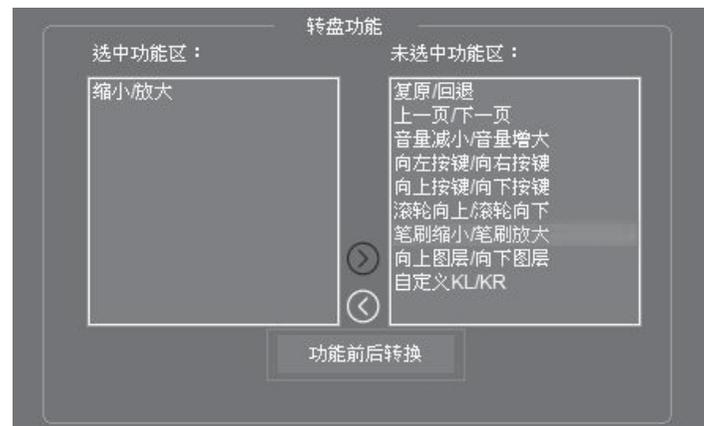 转盘功能
选中功能区：
未选中功能区：
缩小/放大
复原/回退
上一页/下一页
音量减小/音量增大
向左按键/向右按键
向上按键/向下按键
滚轮向上/滚轮向下
笔刷缩小/笔刷放大
向上图层/向下图层
自定义KL/KR
功能前后转换